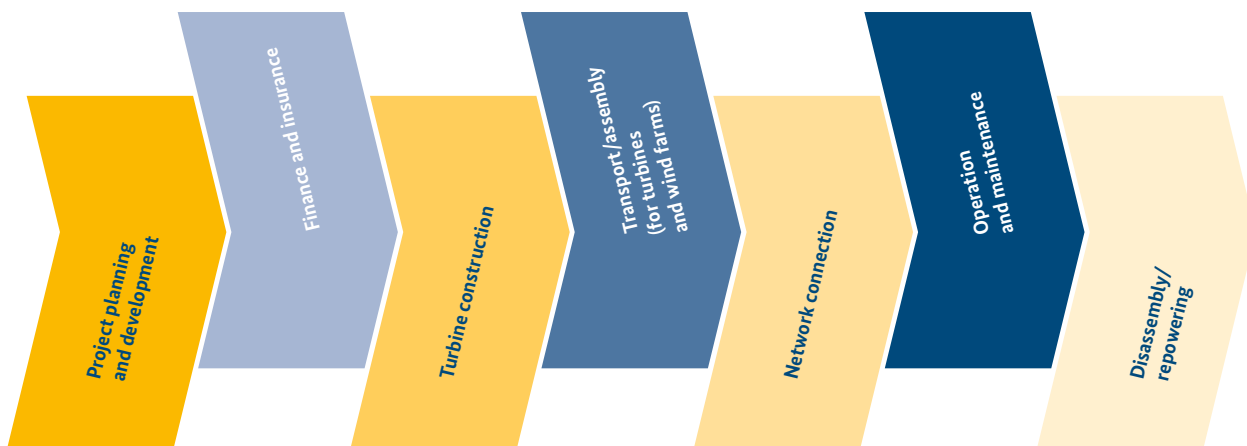 Project planning
and development
Finance and insurance
Turbine construction
Transport/assembly
turbines
(for turbines
and wind farms)
Network connection
Operation
and maintenance
Disassembly/
repowering